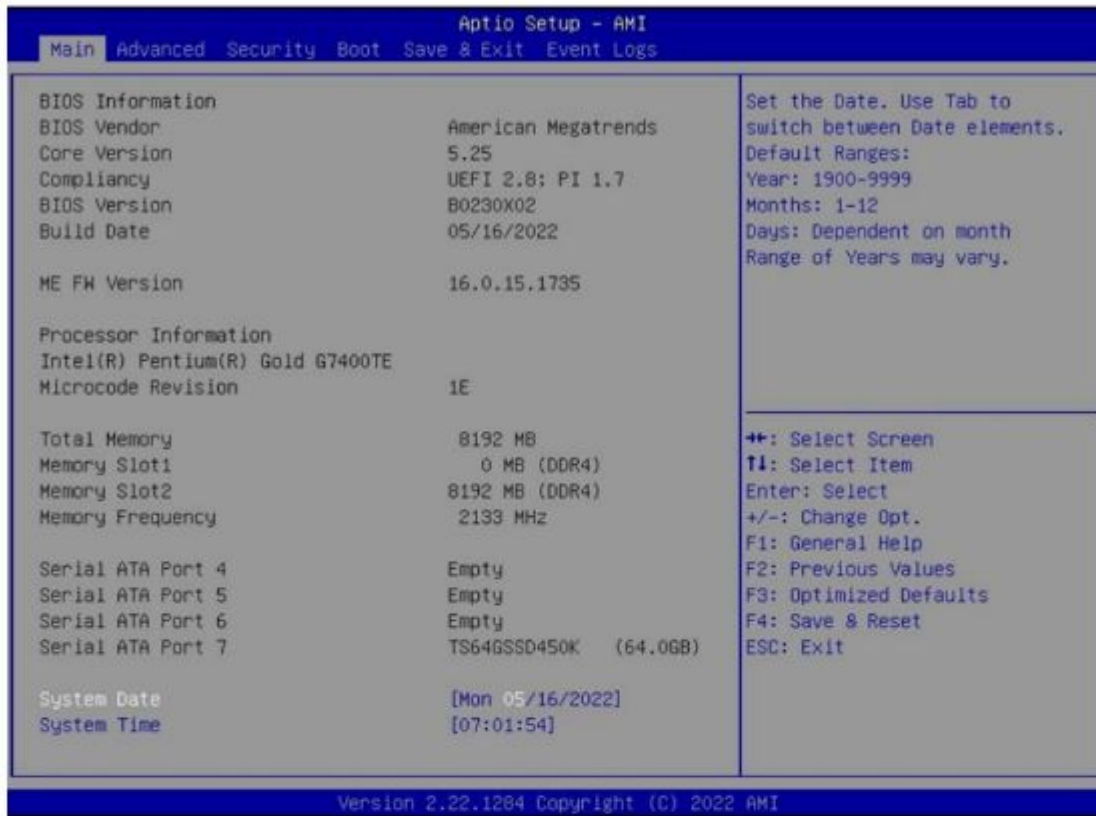 Aptio Setup - AMI
Main Advanced Security Boot Save & Exit Event Logs
BIOS Information
BIOS Vendor American Megatrends
Core Version 5.25
Compliancy UEFI 2.8; PI 1.7
BIOS Version B0230X02
Build Date 05/16/2022
ME FW Version 16.0.15.1735
Processor Information
Intel(R) Pentium(R) Gold G7400TE
Microcode Revision 1E
Total Memory 8192 MB
Memory Slot1 0 MB (DDR4)
Memory Slot2 8192 MB (DDR4)
Memory Frequency 2133 MHz
Serial ATA Port 4 Empty
Serial ATA Port 5 Empty
Serial ATA Port 6 Empty
Serial ATA Port 7 TS64GSSD450K (64.0GB)
System Date [Mon 05/16/2022]
System Time [07:01:54]
Set the Date. Use Tab to
switch between Date elements.
Default Ranges:
Year: 1900-9999
Months: 1-12
Days: Dependent on month
Range of Years may vary.
→←: Select Screen
↑↓: Select Item
Enter: Select
+/-: Change Opt.
F1: General Help
F2: Previous Values
F3: Optimized Defaults
F4: Save & Reset
ESC: Exit
Version 2.22.1284 Copyright (C) 2022 AMI